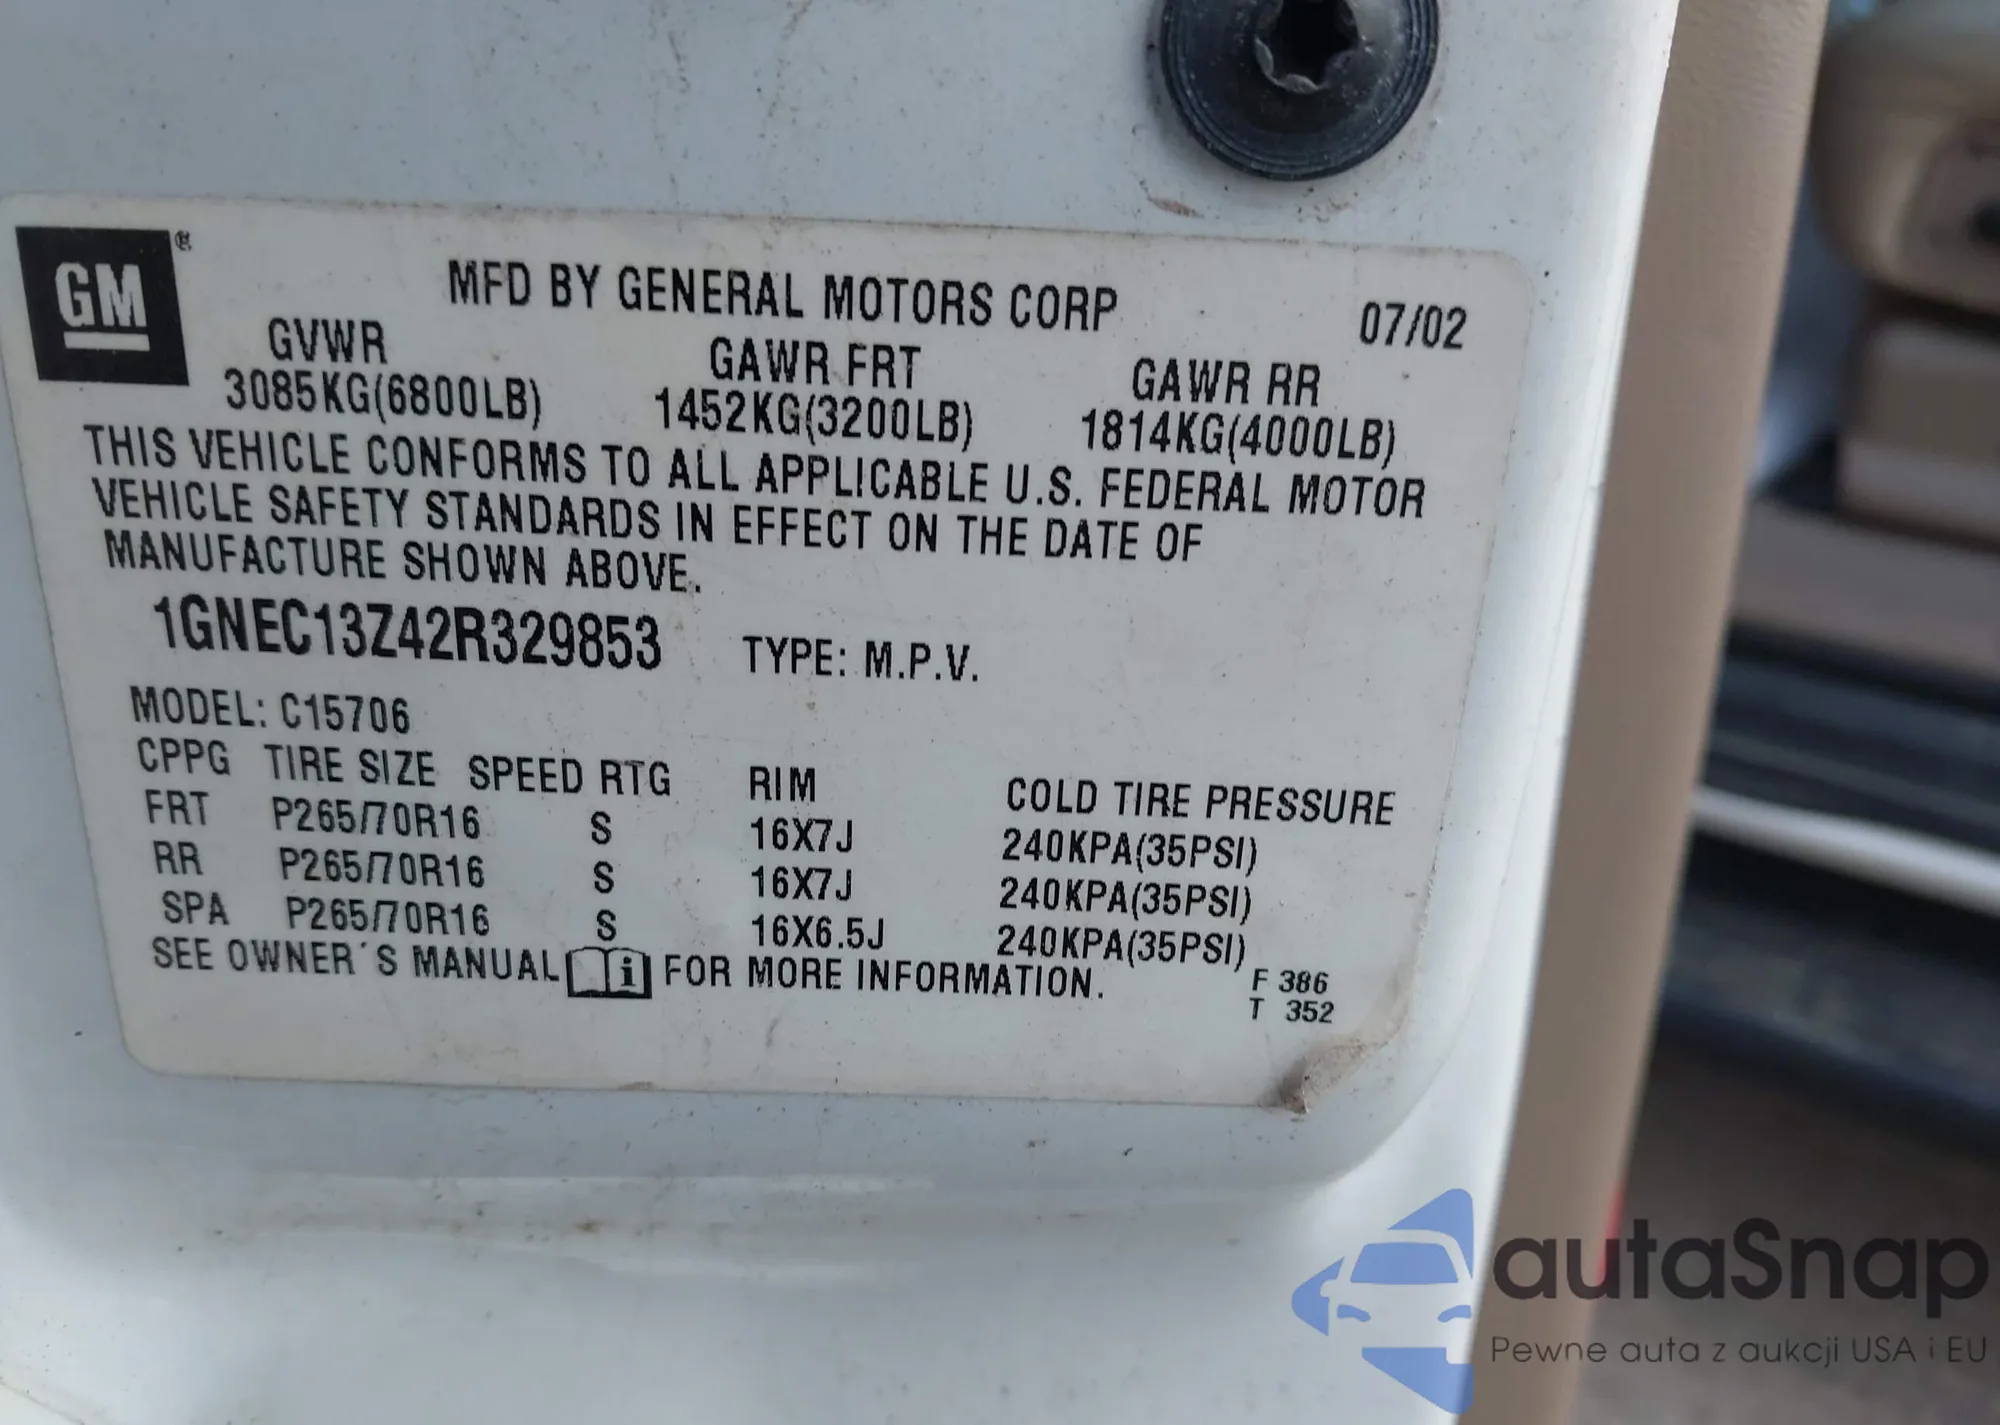 GM ®
MFD BY GENERAL MOTORS CORP 07/02
GVWR GAWR FRT GAWR RR
3085KG(6800LB) 1452KG(3200LB) 1814KG(4000LB)
THIS VEHICLE CONFORMS TO ALL APPLICABLE U.S. FEDERAL MOTOR
VEHICLE SAFETY STANDARDS IN EFFECT ON THE DATE OF
MANUFACTURE SHOWN ABOVE.
1GNEC13Z42R329853 TYPE: M.P.V.
MODEL: C15706
CPPG TIRE SIZE SPEED RTG RIM COLD TIRE PRESSURE
FRT P265/70R16 S 16X7J 240KPA(35PSI)
RR P265/70R16 S 16X7J 240KPA(35PSI)
SPA P265/70R16 S 16X6.5J 240KPA(35PSI)
SEE OWNER´S MANUAL i FOR MORE INFORMATION.
F 386
T 352
autaSnap
Pewne auta z aukcji USA i EU